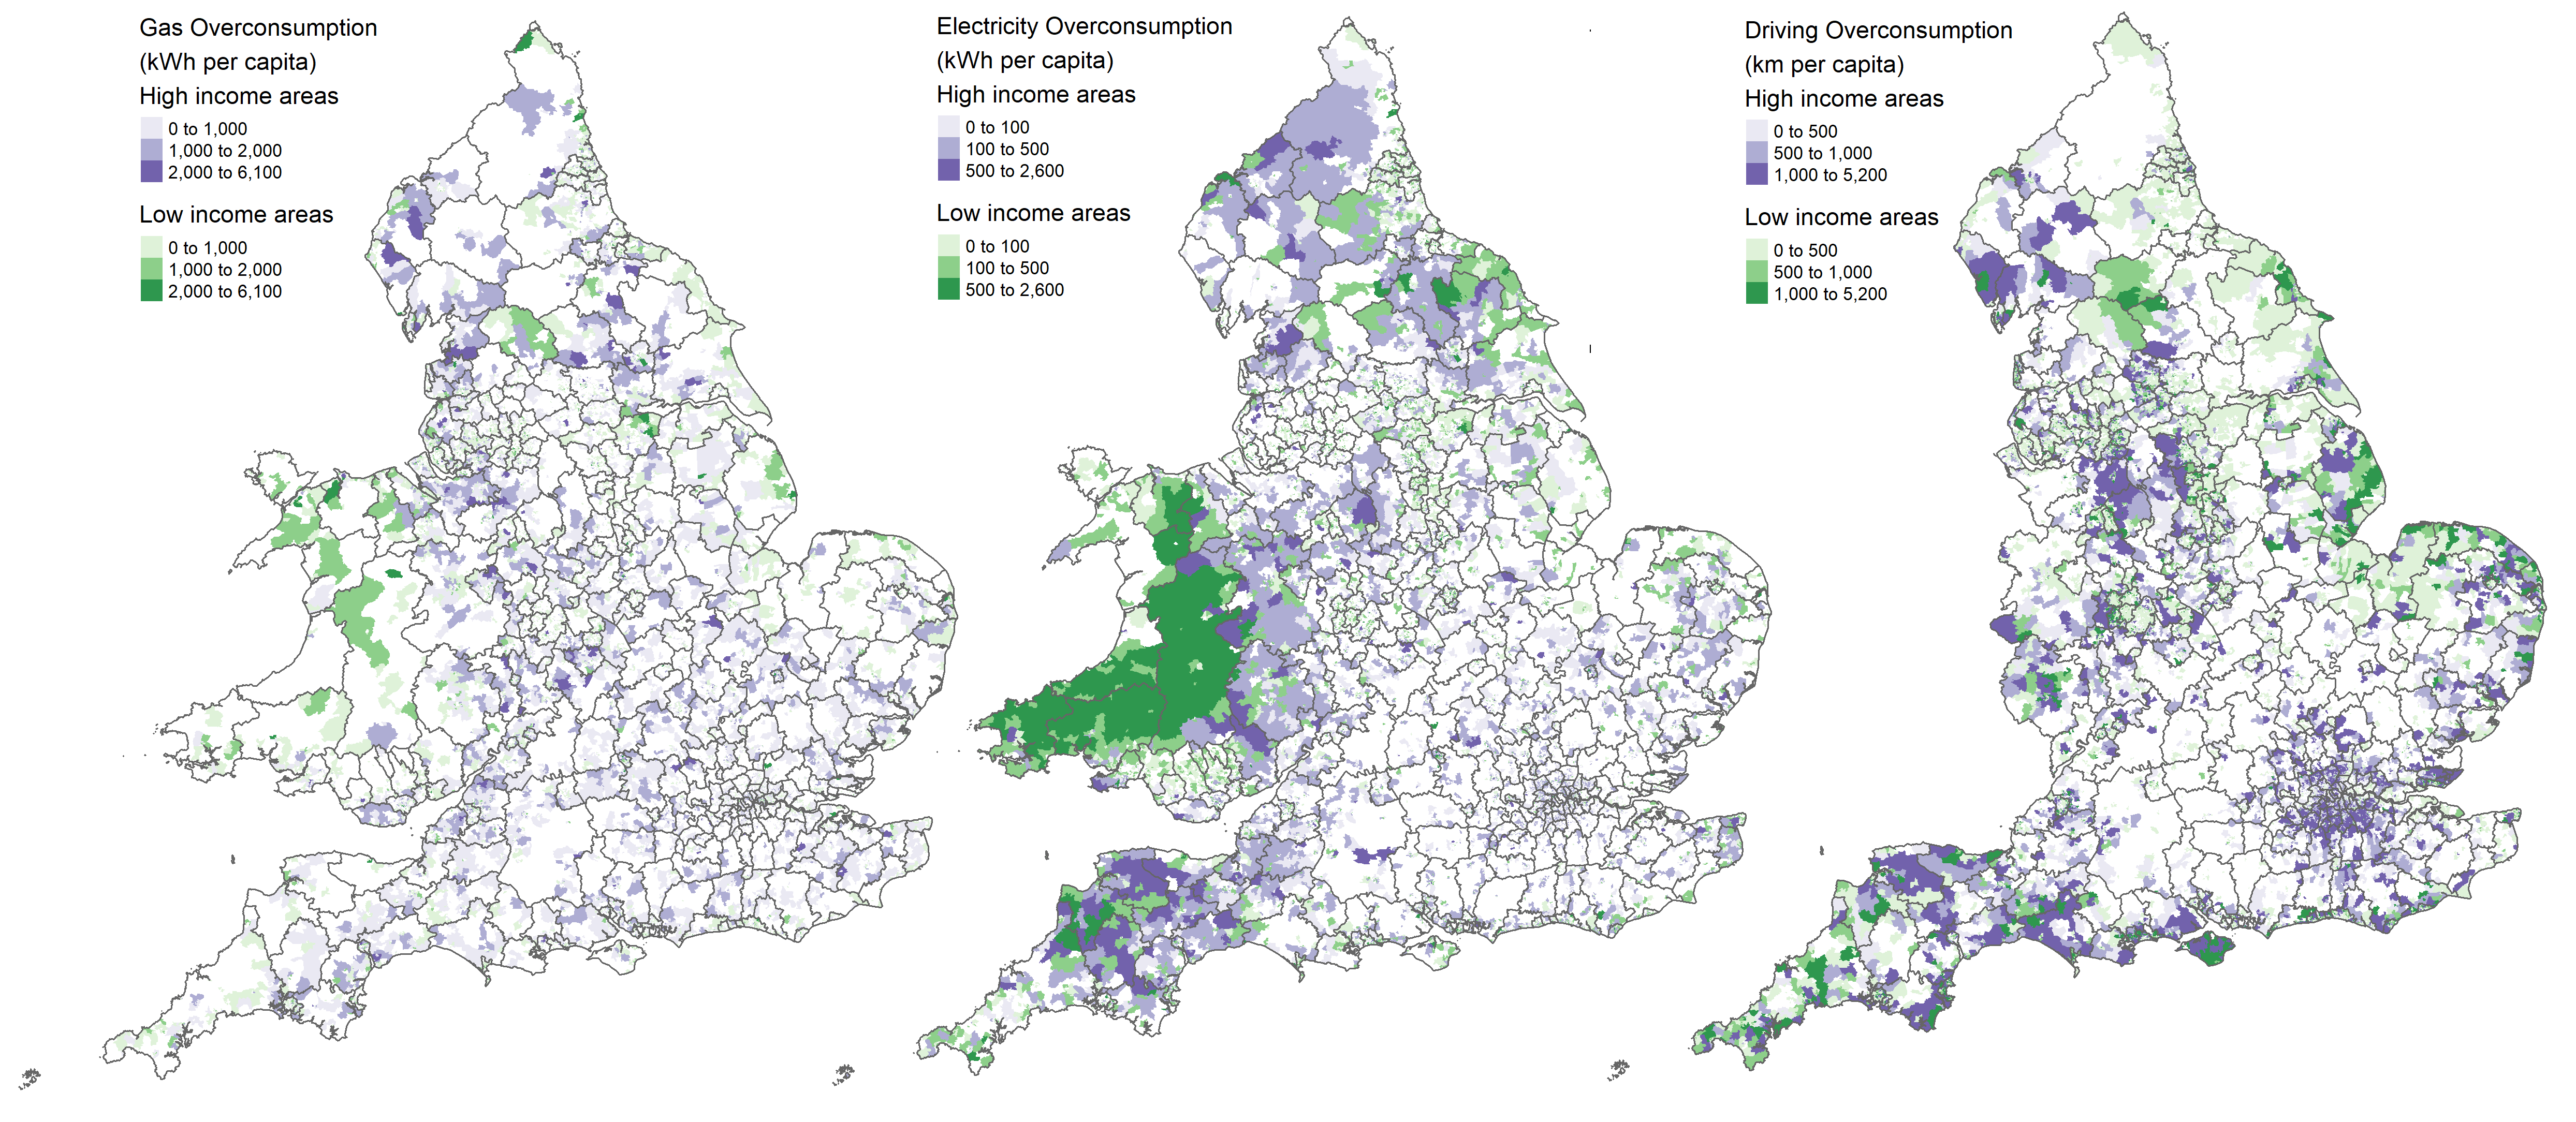 Gas Overconsumption
(kWh per capita)
High income areas
0 to 1,000
1,000 to 2,000
2,000 to 6,100
Low income areas
0 to 1,000
1,000 to 2,000
2,000 to 6,100
Electricity Overconsumption
(kWh per capita)
High income areas
0 to 100
100 to 500
500 to 2,600
Low income areas
0 to 100
100 to 500
500 to 2,600
Driving Overconsumption
(km per capita)
High income areas
0 to 500
500 to 1,000
1,000 to 5,200
Low income areas
0 to 500
500 to 1,000
1,000 to 5,200